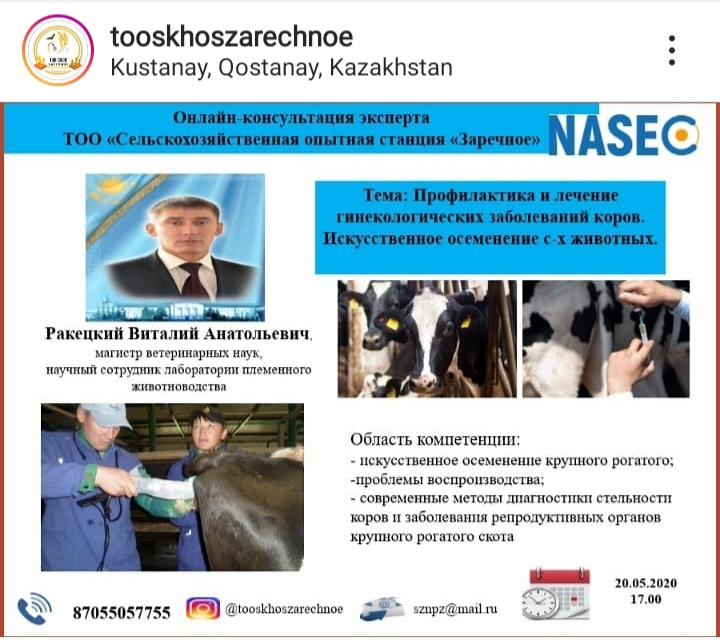 tooskhoszarechnoe
Kustanay, Qostanay, Kazakhstan
Онлайн-консультация эксперта
ТОО «Сельскохозяйственная опытная станция «Заречное»
NASEC
Тема: Профилактика и лечение
гинекологических заболеваний коров.
Искусственное осеменение с-х животных.
Ракецкий Виталий Анатольевич,
магистр ветеринарных наук,
научный сотрудник лаборатории племенного
животноводства
Область компетенции:
- искусственное осеменение крупного рогатого;
-проблемы воспроизводства;
- современные методы диагностики стельности
коров и заболевания репродуктивных органов
крупного рогатого скота
87055057755
@tooskhoszarechnoe
sznpz@mail.ru
20.05.2020
17.00